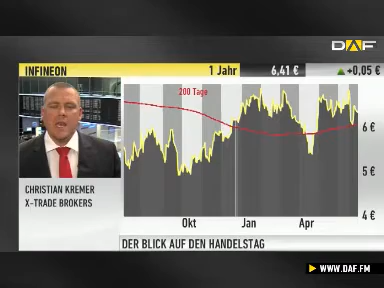 DAF
INFINEON 1 Jahr 6,41 € +0,05 €
200 Tage
6 €
5 €
4 €
Okt Jan Apr
CHRISTIAN KREMER
X-TRADE BROKERS
DER BLICK AUF DEN HANDELSTAG
WWW.DAF.FM